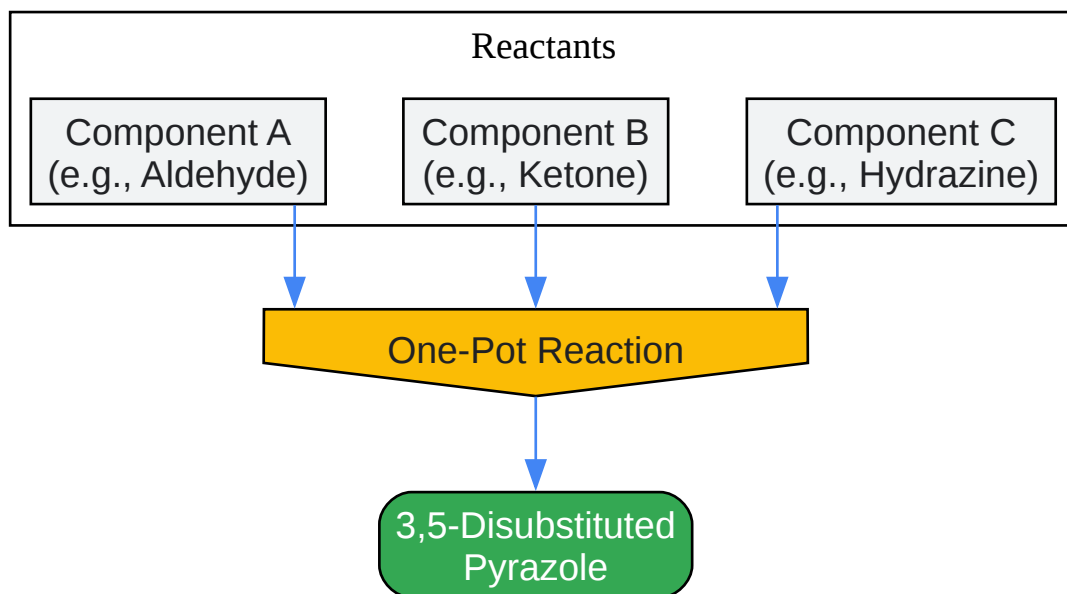 Reactants
Component A
(e.g., Aldehyde)
Component B
(e.g., Ketone)
Component C
(e.g., Hydrazine)
One-Pot Reaction
3,5-Disubstituted
Pyrazole